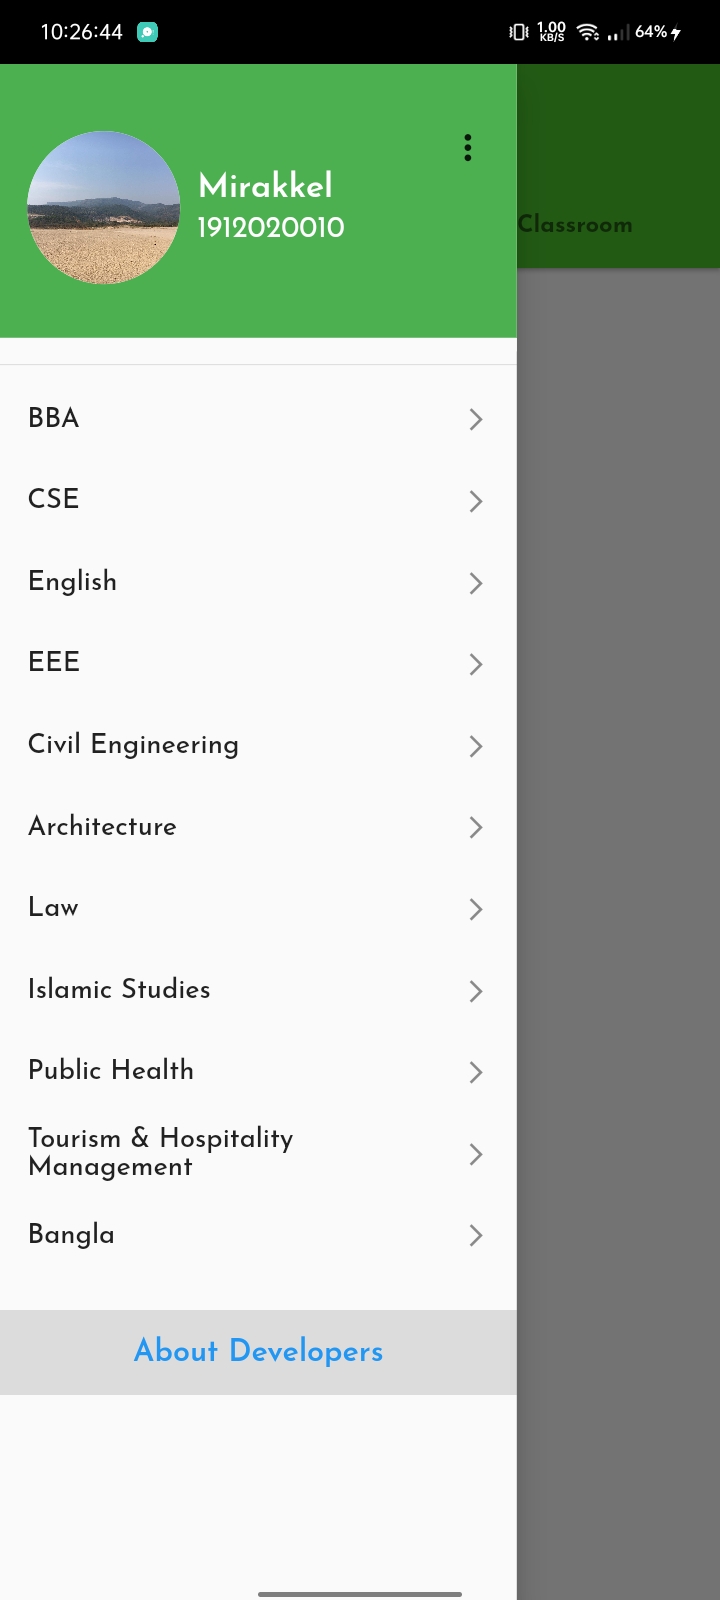 10:26:44
1.00
KB/S
64%
Mirakkel
1912020010
Classroom
BBA
CSE
English
EEE
Civil Engineering
Architecture
Law
Islamic Studies
Public Health
Tourism & Hospitality
Management
Bangla
About Developers